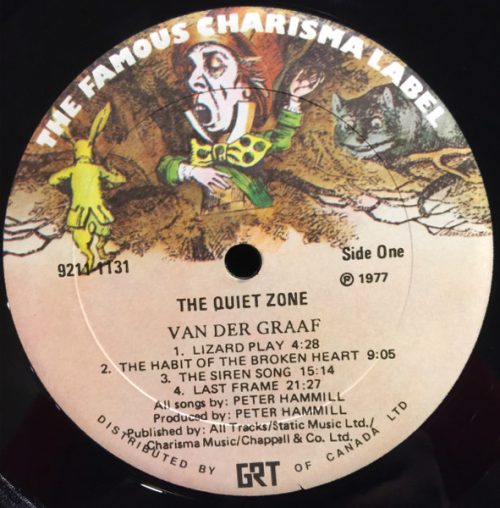 THE FAMOUS CHARISMA LABEL
9211-1131
Side One
℗ 1977
THE QUIET ZONE
VAN DER GRAAF
1. LIZARD PLAY 4:28
2. THE HABIT OF THE BROKEN HEART 9:05
3. THE SIREN SONG 15:14
4. LAST FRAME 21:27
All songs by: PETER HAMMILL
Produced by: PETER HAMMILL
Published by: All Tracks/Static Music Ltd./
Charisma Music/Chappell & Co. Ltd.
DISTRIBUTED BY GRT OF CANADA LTD